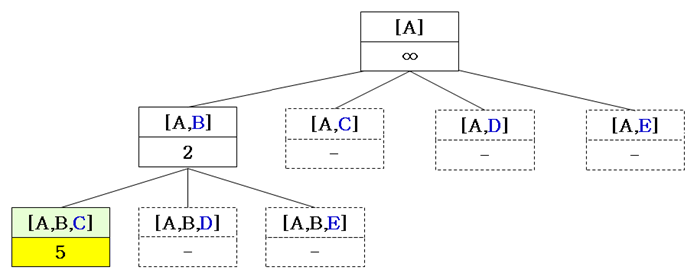 [A]
∞
[A,B]
[A,C]
[A,D]
[A,E]
2
–
–
–
[A,B,C]
[A,B,D]
[A,B,E]
5
–
–